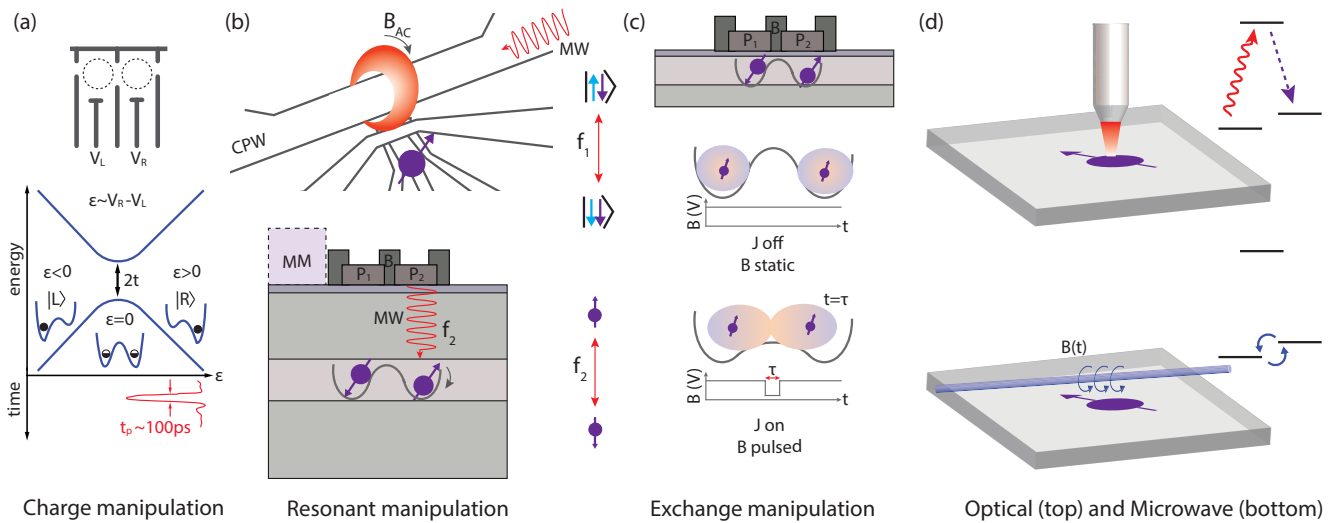 (a)
V_L
V_R
ε~V_R-V_L
energy
ε<0
|L⟩
2t
ε=0
ε>0
|R⟩
ε
time
t_p~100ps
Charge manipulation
(b)
B_AC
MW
CPW
|↑↓⟩
f_1
|↓↓⟩
MM
P_1
B
P_2
MW
f_2
f_2
Resonant manipulation
(c)
B
P_1
P_2
B (V)
t
J off
B static
t=τ
τ
B (V)
t
J on
B pulsed
Exchange manipulation
(d)
B(t)
Optical (top) and Microwave (bottom)